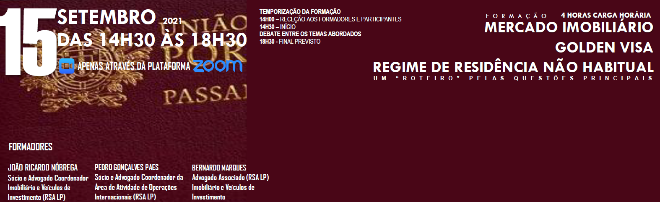 15 SETEMBRO 2021
DAS 14H30 ÀS 18H30
APENAS ATRAVÉS DA PLATAFORMA zoom
UNIÃO
POR
PASSA
TEMPORIZAÇÃO DA FORMAÇÃO
14H00 – RECEÇÃO AOS FORMADORES E PARTICIPANTES
14H30 – INÍCIO
DEBATE ENTRE OS TEMAS ABORDADOS
18H30 - FINAL PREVISTO
FORMAÇÃO 4 HORAS CARGA HORÁRIA
MERCADO IMOBILIÁRIO
GOLDEN VISA
REGIME DE RESIDÊNCIA NÃO HABITUAL
UM "ROTEIRO" PELAS QUESTÕES PRINCIPAIS
FORMADORES
JOÃO RICARDO NÓBREGA
Sócio e Advogado Coordenador
Imobiliário e Veículos de
Investimento (RSA LP)
PEDRO GONÇALVES PAES
Sócio e Advogado Coordenador da
Área de Atividade de Operações
Internacionais (RSA LP)
BERNARDO MARQUES
Advogado Associado (RSA LP)
Imobiliário e Veículos de
Investimento